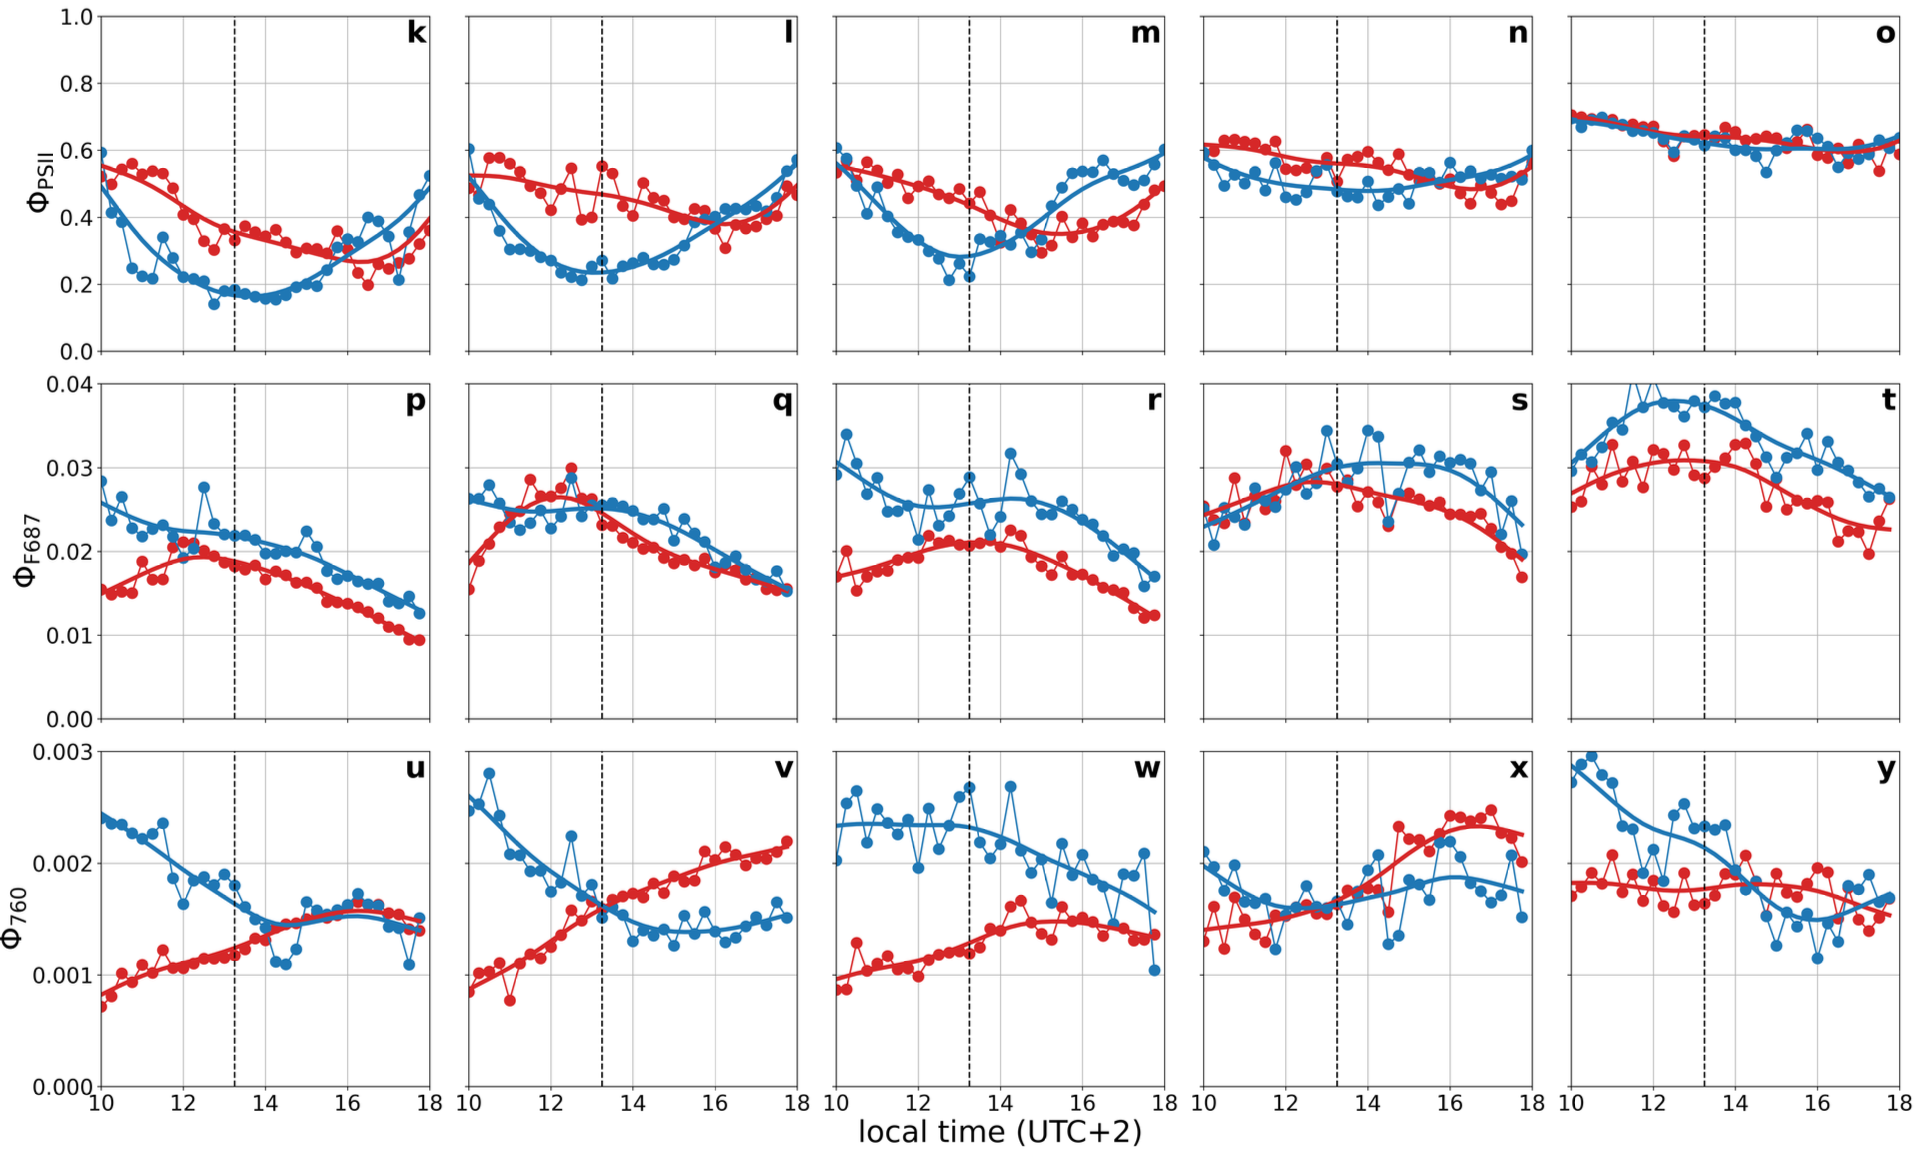 k l m n o
1.0
0.8
0.6
0.4
0.2
0.0
ΦPSII
p q r s t
0.04
0.03
0.02
0.01
0.00
ΦFF687
u v w x y
0.003
0.002
0.001
0.000
Φ760
10 12 14 16 18 10 12 14 16 18 10 12 14 16 18 10 12 14 16 18 10 12 14 16 18
local time (UTC+2)